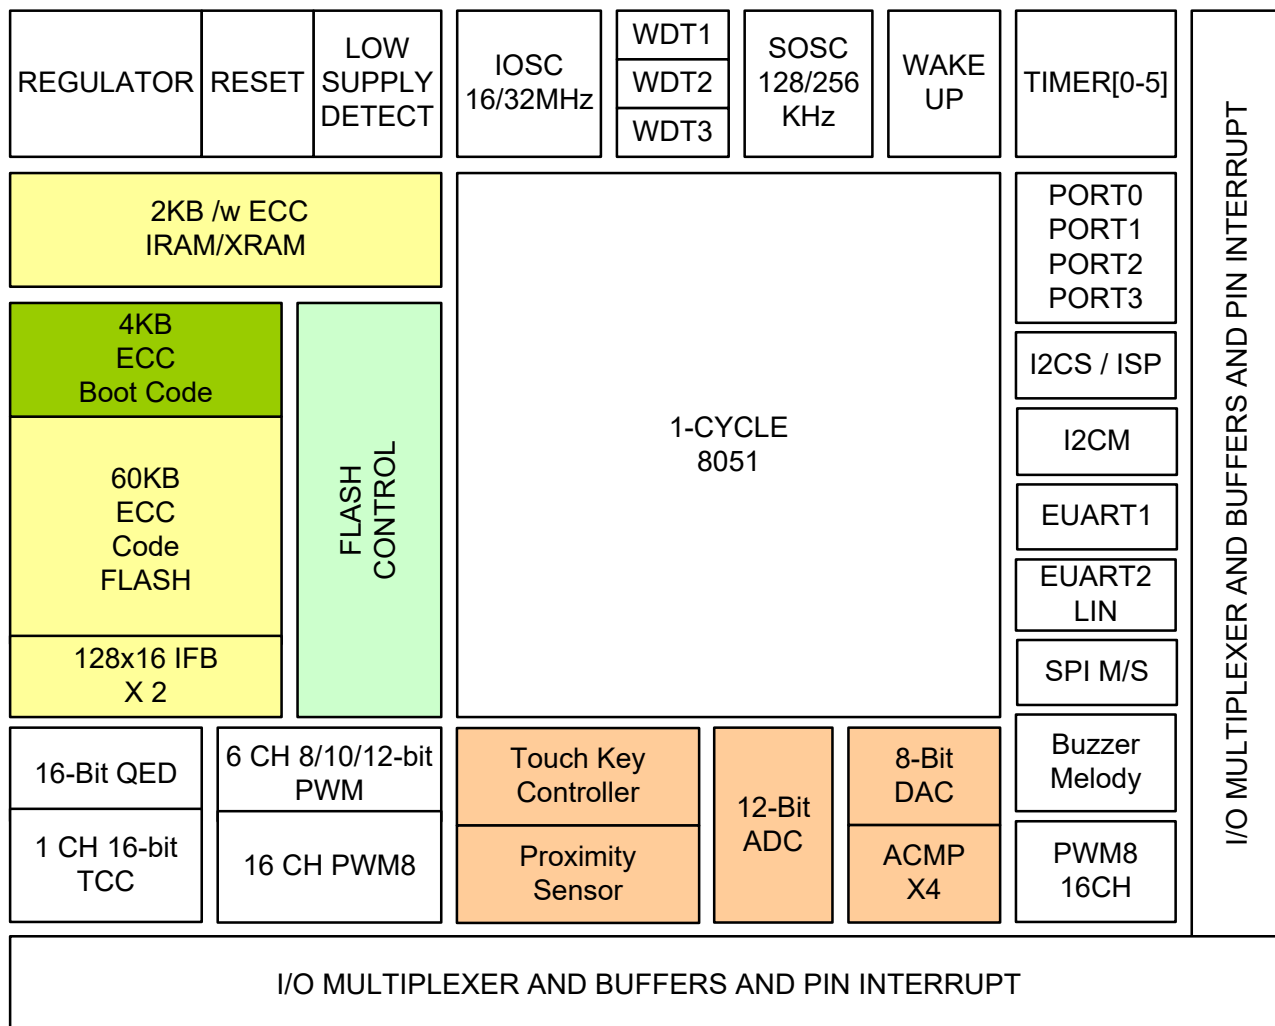 REGULATOR
RESET
LOW
SUPPLY
DETECT
IOSC
16/32MHz
WDT1
WDT2
WDT3
SOSC
128/256
KHz
WAKE
UP
TIMER[0-5]
2KB /w ECC
IRAM/XRAM
4KB
ECC
Boot Code
60KB
ECC
Code
FLASH
128x16 IFB
X 2
FLASH
CONTROL
1-CYCLE
8051
PORT0
PORT1
PORT2
PORT3
I2CS / ISP
I2CM
EUART1
EUART2
LIN
SPI M/S
Buzzer
Melody
PWM8
16CH
16-Bit QED
1 CH 16-bit
TCC
6 CH 8/10/12-bit
PWM
16 CH PWM8
Touch Key
Controller
Proximity
Sensor
12-Bit
ADC
8-Bit
DAC
ACMP
X4
I/O MULTIPLEXER AND BUFFERS AND PIN INTERRUPT
I/O MULTIPLEXER AND BUFFERS AND PIN INTERRUPT